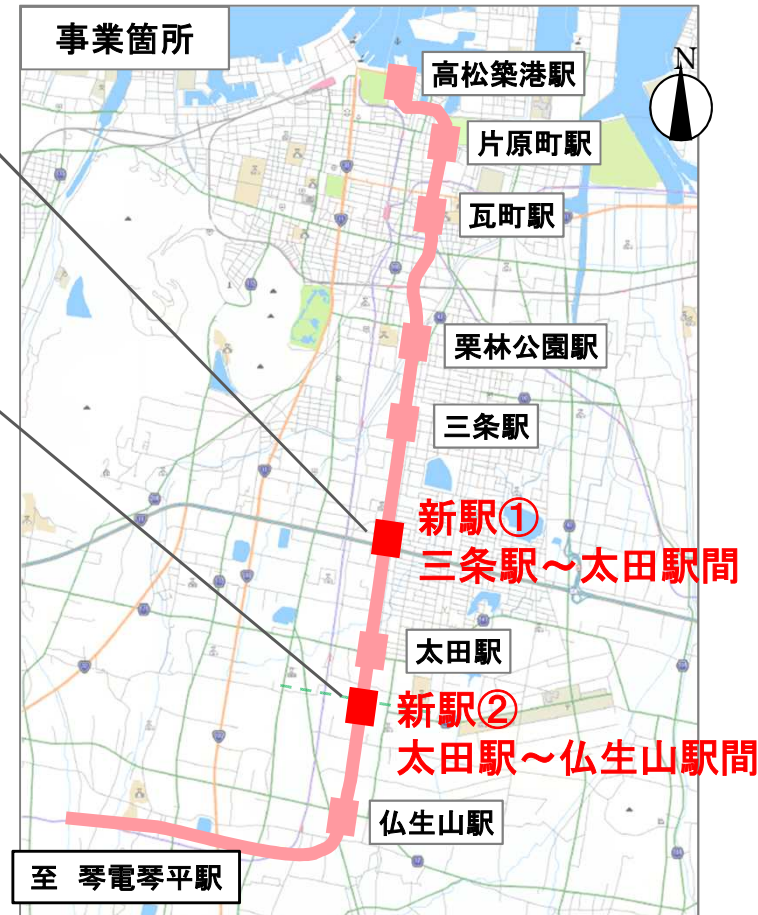 事業箇所
N
高松築港駅
片原町駅
瓦町駅
栗林公園駅
三条駅
新駅①
三条駅～太田駅間
太田駅
新駅②
太田駅～仏生山駅間
仏生山駅
至 琴電琴平駅